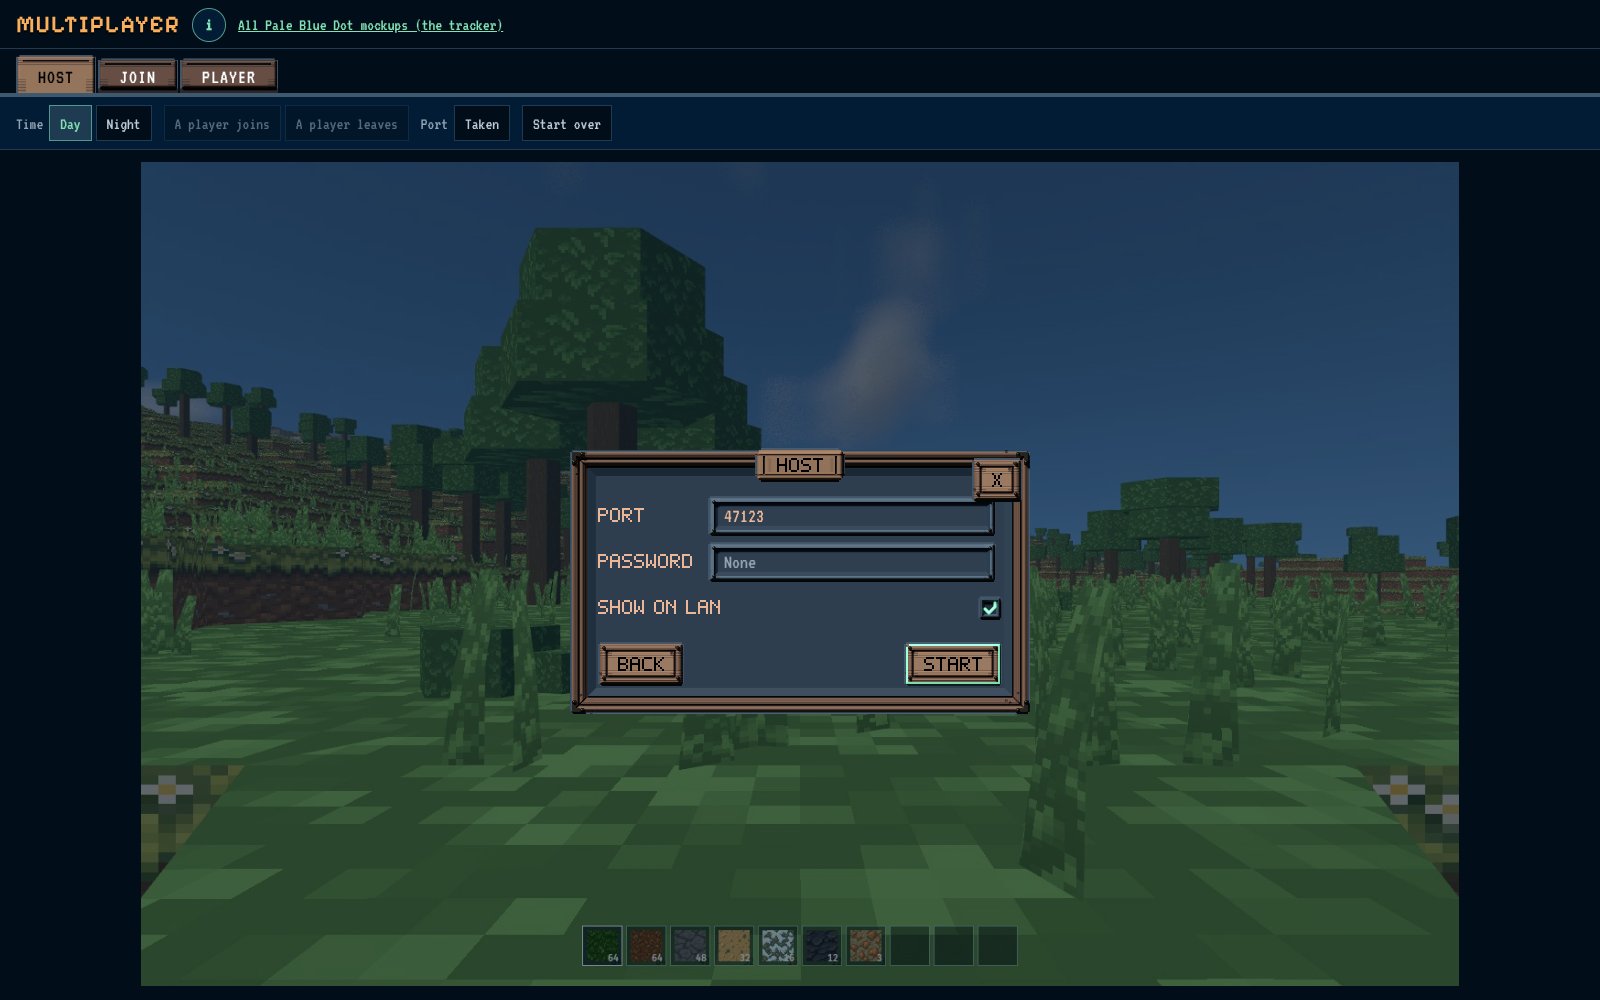 MULTIPLAYER i All Pale Blue Dot mockups (the tracker)
HOST JOIN PLAYER
Time Day Night A player joins A player leaves Port Taken Start over
HOST
X
PORT 47123
PASSWORD None
SHOW ON LAN
BACK START
64 64 48 32 16 12 3